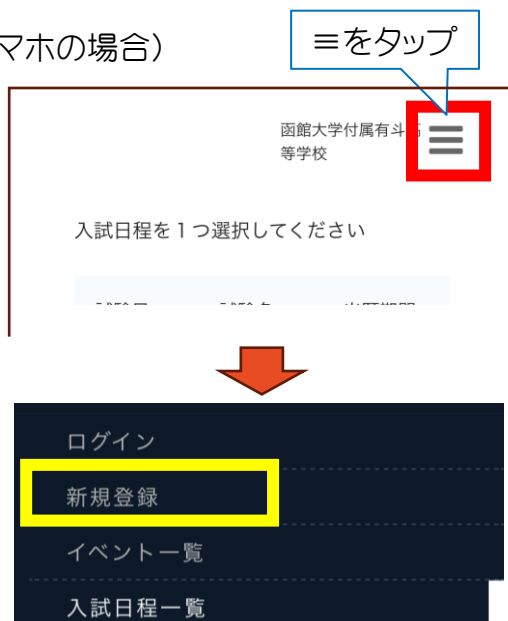 マホの場合）
≡をタップ
函館大学付属有斗高
等学校
入試日程を１つ選択してください
ログイン
新規登録
イベント一覧
入試日程一覧